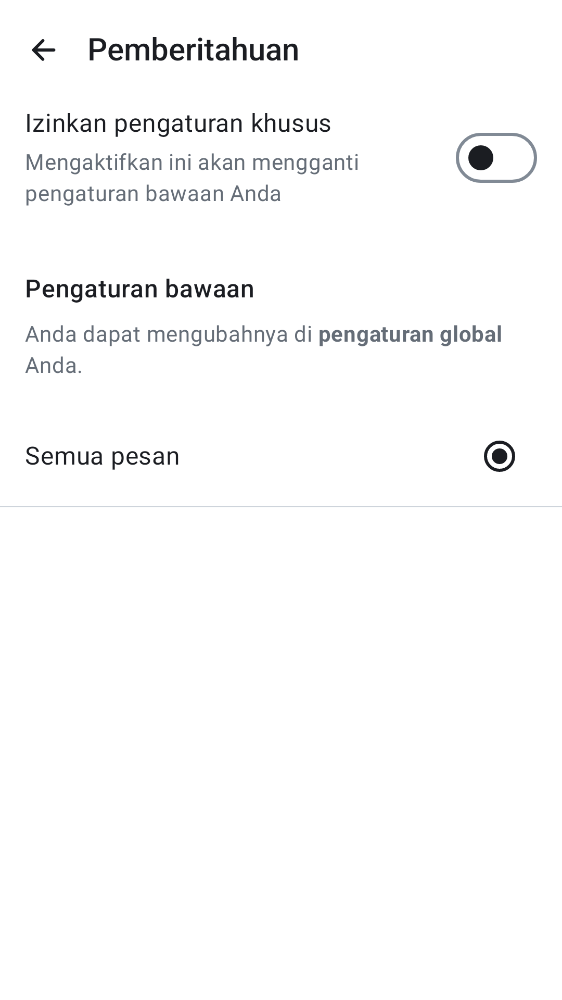 Pemberitahuan
Izinkan pengaturan khusus
Mengaktifkan ini akan mengganti
pengaturan bawaan Anda
Pengaturan bawaan
Anda dapat mengubahnya di pengaturan global
Anda.
Semua pesan